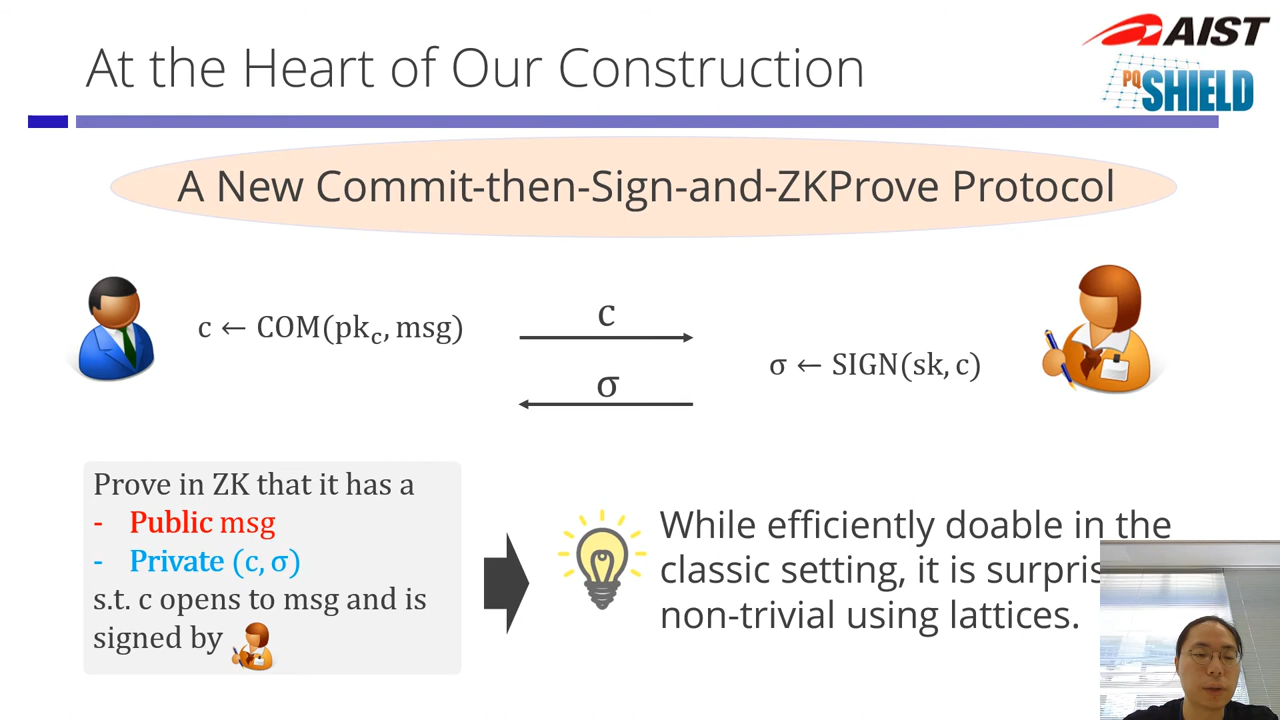 At the Heart of Our Construction
AIST
PQ SHIELD
A New Commit-then-Sign-and-ZKProve Protocol
c ← COM(pk_c, msg)
c
σ
σ ← SIGN(sk, c)
Prove in ZK that it has a
- Public msg
- Private (c, σ)
s.t. c opens to msg and is
signed by
While efficiently doable in the
classic setting, it is surpris
non-trivial using lattices.